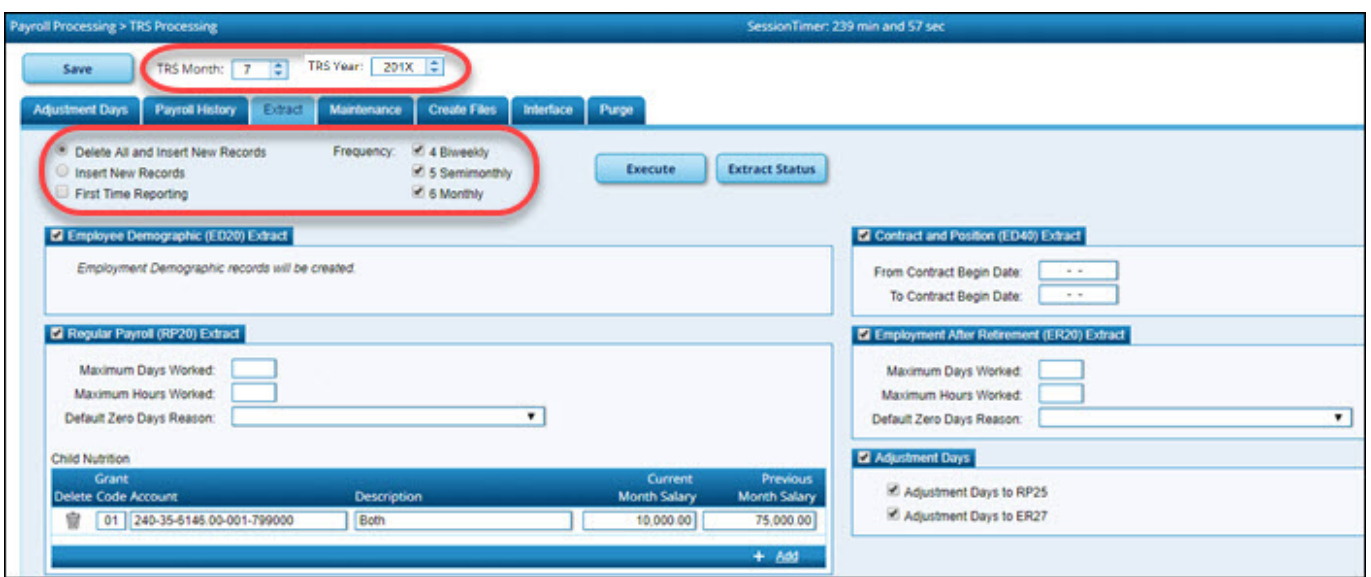 Payroll Processing > TRS Processing SessionTimer: 239 min and 57 sec
Save TRS Month: 7 TRS Year: 201X
Adjustment Days Payroll History Extract Maintenance Create Files Interface Purge
Delete All and Insert New Records Frequency: 4 Biweekly
Insert New Records 5 Semimonthly Execute Extract Status
First Time Reporting 6 Monthly
Employee Demographic (ED20) Extract Contract and Position (ED40) Extract
Employment Demographic records will be created. From Contract Begin Date: - -
To Contract Begin Date: - -
Regular Payroll (RP20) Extract Employment After Retirement (ER20) Extract
Maximum Days Worked: Maximum Days Worked:
Maximum Hours Worked: Maximum Hours Worked:
Default Zero Days Reason: Default Zero Days Reason:
Child Nutrition Adjustment Days
Grant Current Previous
Delete Code Account Description Month Salary Month Salary
Adjustment Days to RP25
01 240-35-6146.00-001-799000 Both 10,000.00 75,000.00
Adjustment Days to ER27
+ Add